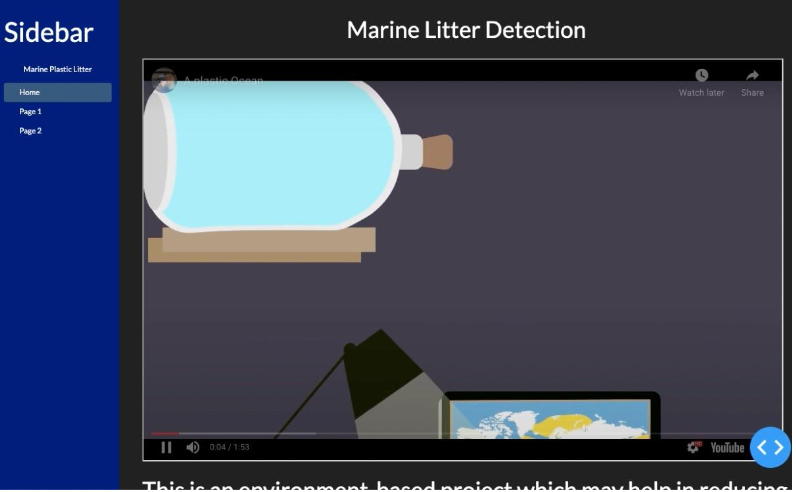 Sidebar
Marine Plastic Litter
Home
Page 1
Page 2
Marine Litter Detection
A plastic Ocean
Watch later
Share
0:04 / 1:53
HD
YouTube
This is an environment-based project which may help in reducing